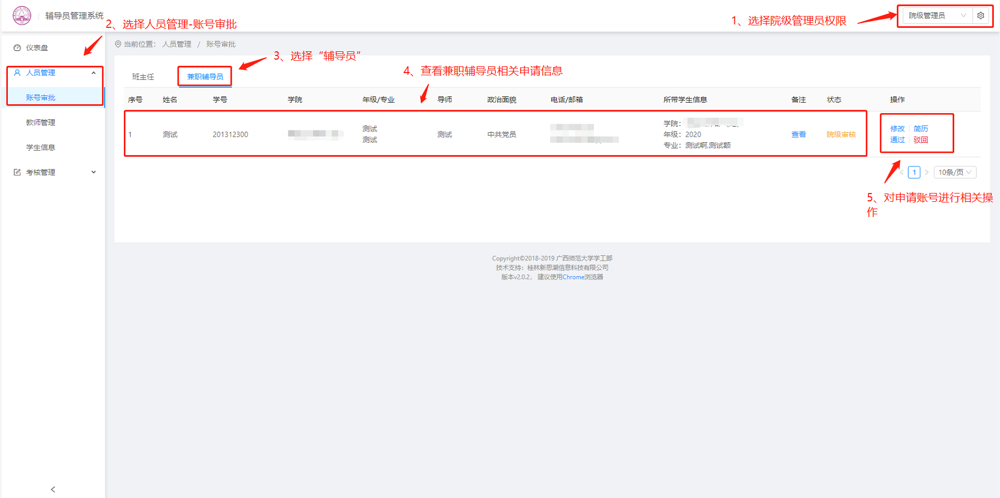 辅导员管理系统
2、选择人员管理-账号审批
1、选择院级管理员权限
院级管理员
仪表盘
人员管理
账号审批
教师管理
学生信息
考核管理
当前位置： 人员管理 / 账号审批
3、选择“辅导员”
班主任 兼职辅导员
4、查看兼职辅导员相关申请信息
序号 姓名 学号 学院 年级/专业 导师 政治面貌 电话/邮箱 所带学生信息 备注 状态 操作
1 测试 201312300 测试 测试 测试 中共党员 查看 院级审核
学院：
年级：2020
专业：测试啊,测试额
修改 简历
通过 驳回
< 1 > 10条/页
5、对申请账号进行相关操
作
Copyright©2018-2019 广西师范大学学工部
技术支持：桂林新思潮信息科技有限公司
版本v2.0.2， 建议使用Chrome浏览器